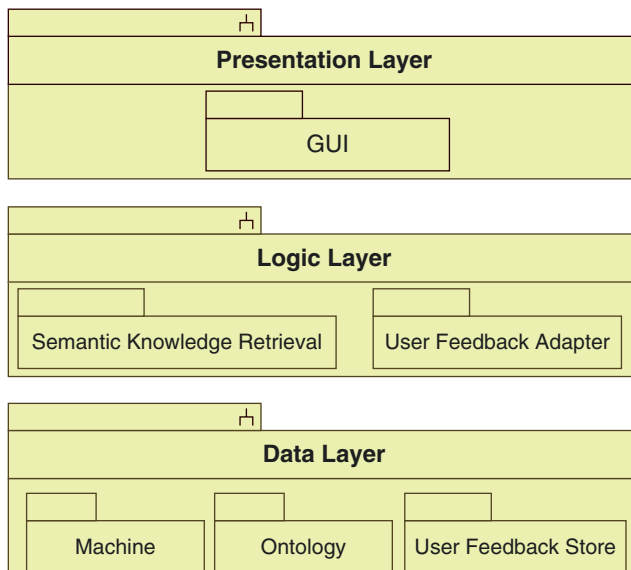 Presentation Layer
GUI
Logic Layer
Semantic Knowledge Retrieval
User Feedback Adapter
Data Layer
Machine
Ontology
User Feedback Store